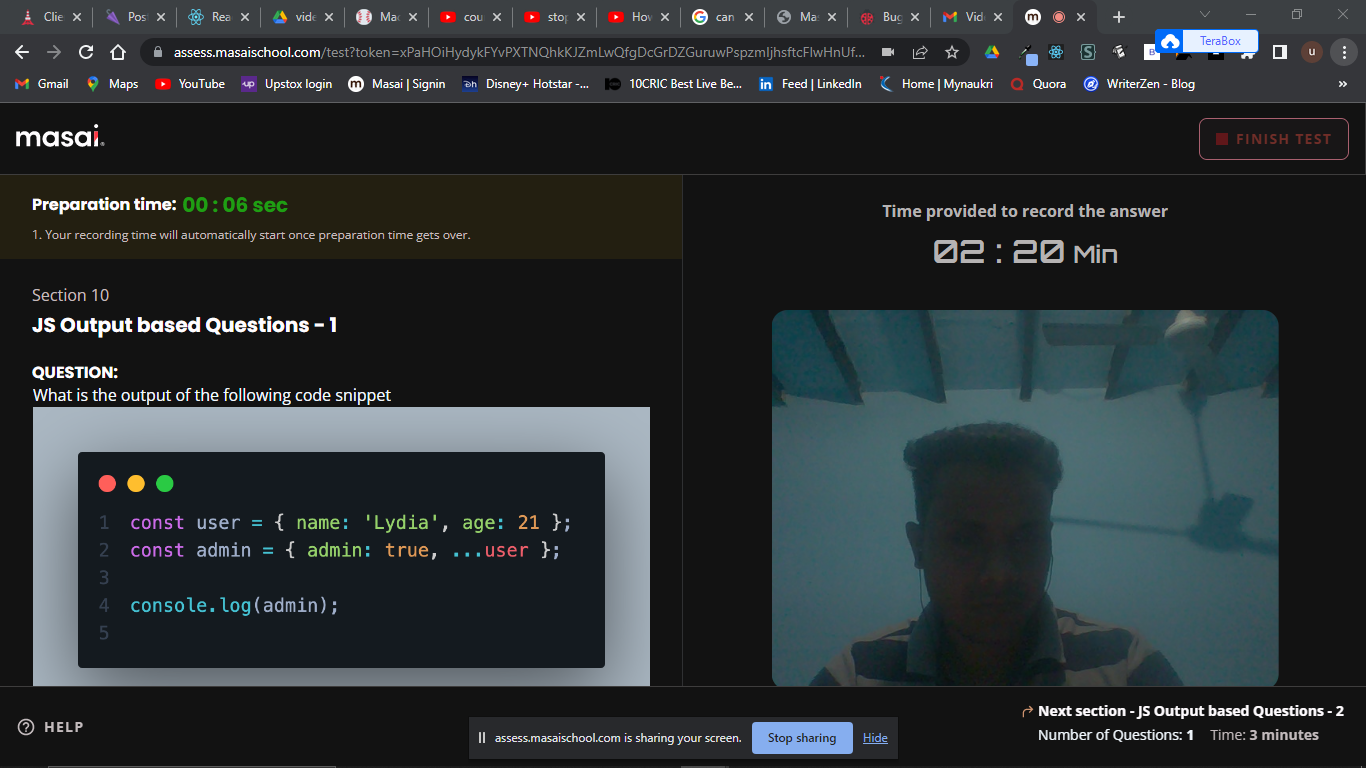 Clie
Pos
Rea
vide
Mac
cou
stop
How
can
Mas
Bug
Vid
m
assess.masaischool.com/test?token=xPaHOiHydykFYvPXTNQhkKJZmLwQfgDcGrDZGuruwPspzmIjhsftcFlwHnUf...
TeraBox
u
Gmail
Maps
YouTube
up Upstox login
m Masai | Signin
Disney+ Hotstar -...
10CRIC Best Live Be...
in Feed | LinkedIn
Home | Mynaukri
Quora
WriterZen - Blog
»
masai.
FINISH TEST
Preparation time: 00 : 06 sec
1. Your recording time will automatically start once preparation time gets over.
Time provided to record the answer
02 : 20 Min
Section 10
JS Output based Questions - 1
QUESTION:
What is the output of the following code snippet
1 const user = { name: 'Lydia', age: 21 };
2 const admin = { admin: true, ...user };
3
4 console.log(admin);
5
HELP
assess.masaischool.com is sharing your screen.
Stop sharing
Hide
Next section - JS Output based Questions - 2
Number of Questions: 1 Time: 3 minutes